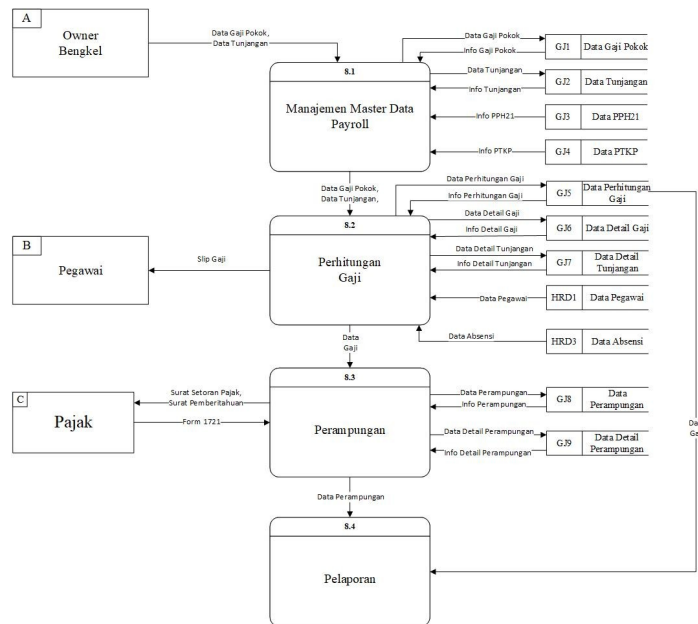 A
Owner
Bengkel
Data Gaji Pokok,
Data Tunjangan
8.1
Manajemen Master Data
Payroll
Data Gaji Pokok
Info Gaji Pokok
GJ1 Data Gaji Pokok
Data Tunjangan
Info Tunjangan
GJ2 Data Tunjangan
Info PPH21
GJ3 Data PPH21
Info PTKP
GJ4 Data PTKP
Data Gaji Pokok,
Data Tunjangan,
8.2
Perhitungan
Gaji
Data Perhitungan Gaji
Info Perhitungan Gaji
GJ5 Data Perhitungan
Gaji
Data Detail Gaji
Info Detail Gaji
GJ6 Data Detail Gaji
Data Detail Tunjangan
Info Detail Tunjangan
GJ7 Data Detail
Tunjangan
Data Pegawai
HRD1 Data Pegawai
Data Absensi
HRD3 Data Absensi
B
Pegawai
Slip Gaji
Data
Gaji
8.3
Perampungan
C
Pajak
Surat Setoran Pajak,
Surat Pemberitahuan
Form 1721
Data Perampungan
Info Perampungan
GJ8 Data
Perampungan
Data Detail Perampungan
Info Detail Perampungan
GJ9 Data Detail
Perampungan
Da
Ga
Data Perampungan
8.4
Pelaporan